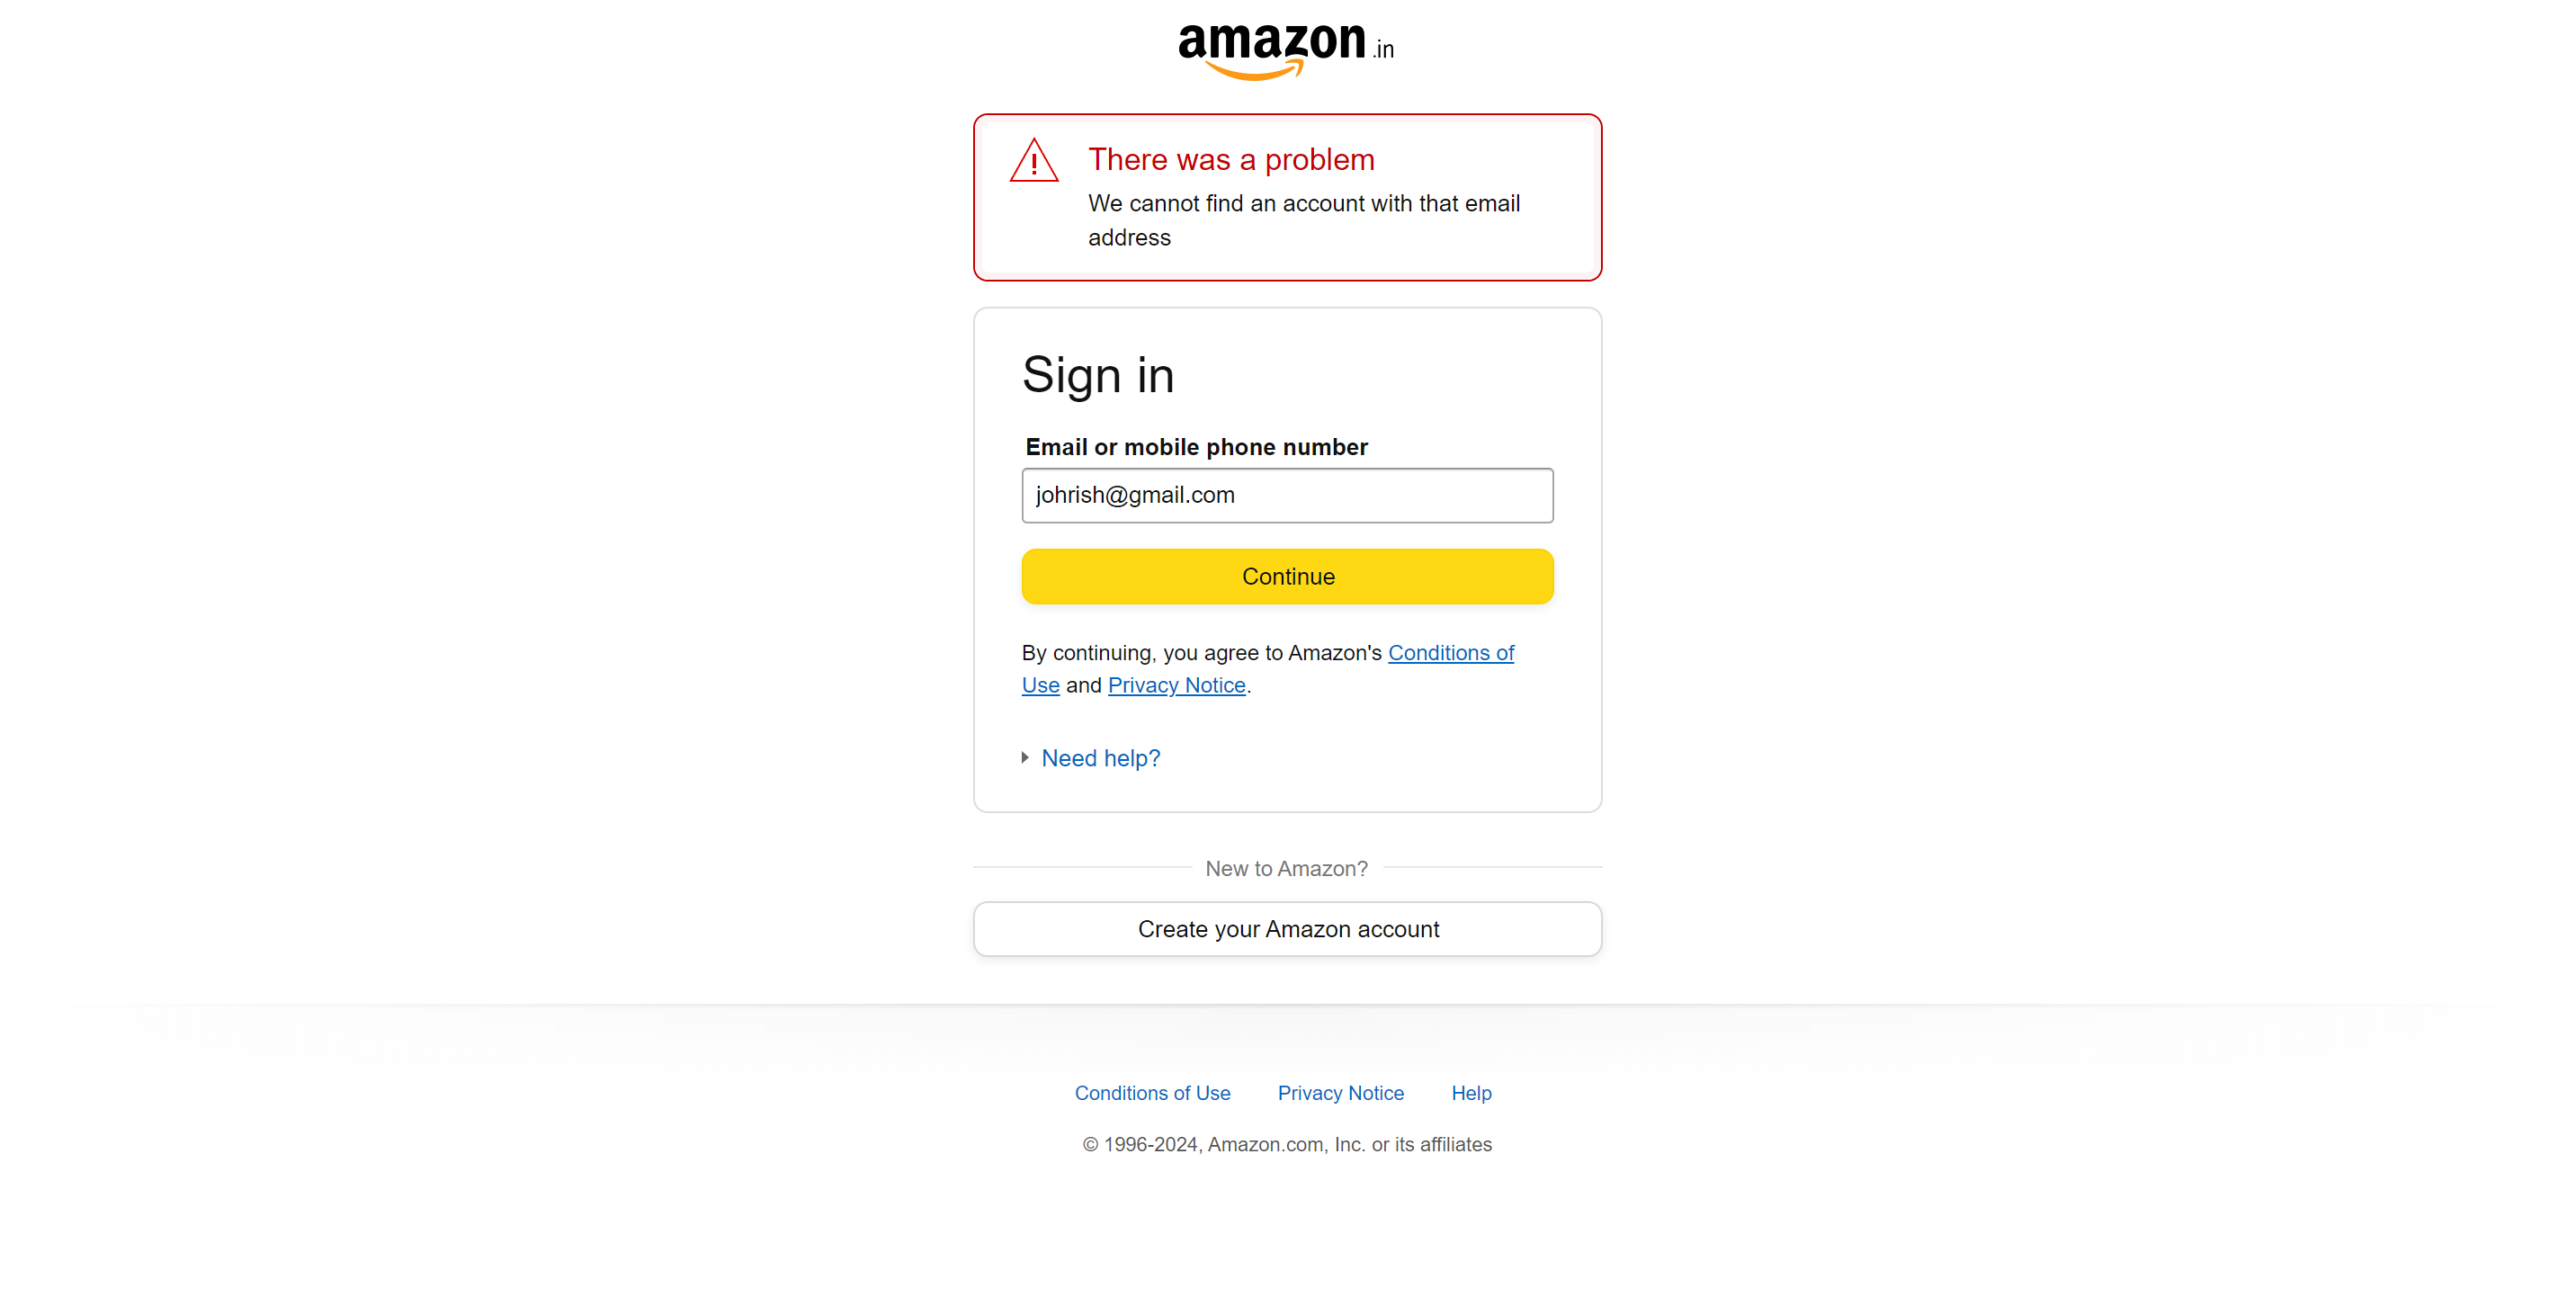 amazon.in
There was a problem
We cannot find an account with that email
address
Sign in
Email or mobile phone number
johrish@gmail.com
Continue
By continuing, you agree to Amazon's Conditions of
Use and Privacy Notice.
Need help?
New to Amazon?
Create your Amazon account
Conditions of Use Privacy Notice Help
© 1996-2024, Amazon.com, Inc. or its affiliates